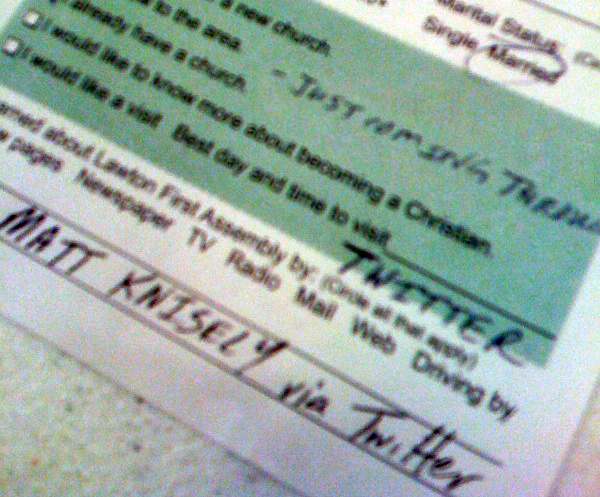 a new church.
Marital Status:
to the area.
Single Married
I already have a church. - JUST COMING
I would like to know more about becoming a Christian.
I would like a visit Best day and time to visit
TWITTER
about Lawton First Assembly by: (Circle all that apply)
pages Newspaper TV Radio Mail Web Driving by
MATT KNISELY via Twitter